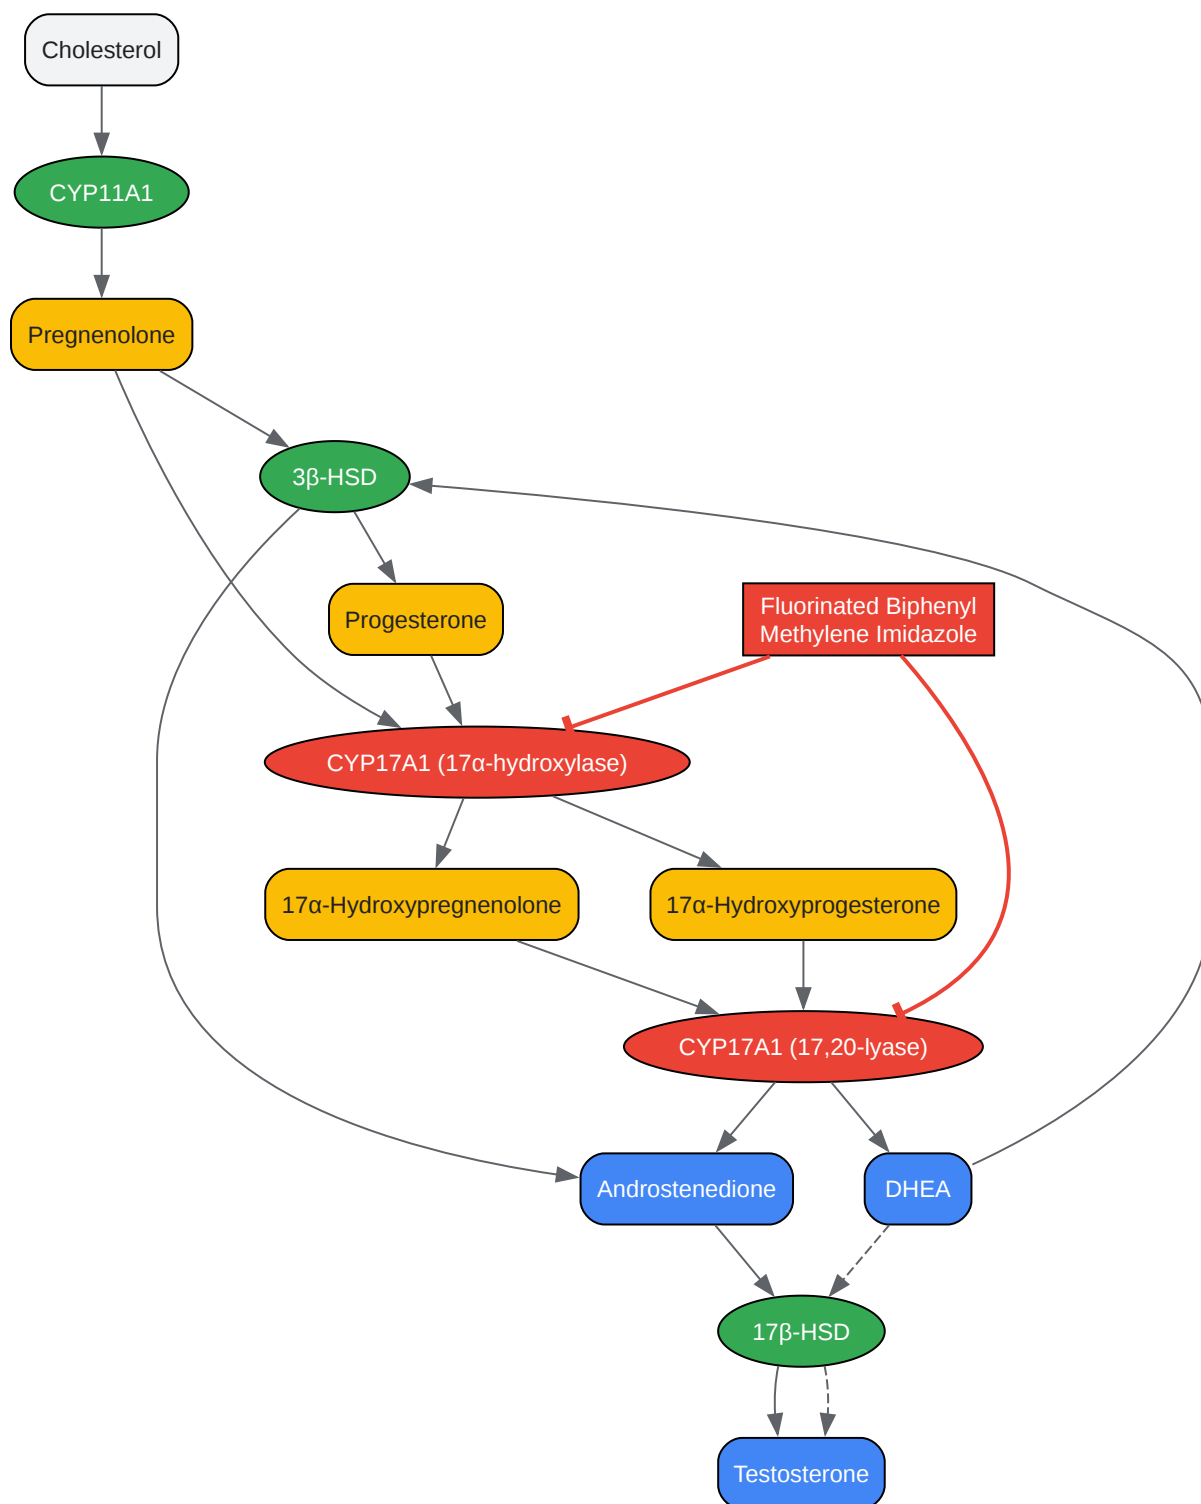 Cholesterol
CYP11A1
Pregnenolone
3β-HSD
Progesterone
Fluorinated Biphenyl
Methylene Imidazole
CYP17A1 (17α-hydroxylase)
17α-Hydroxypregnenolone
17α-Hydroxyprogesterone
CYP17A1 (17,20-lyase)
Androstenedione
DHEA
17β-HSD
Testosterone